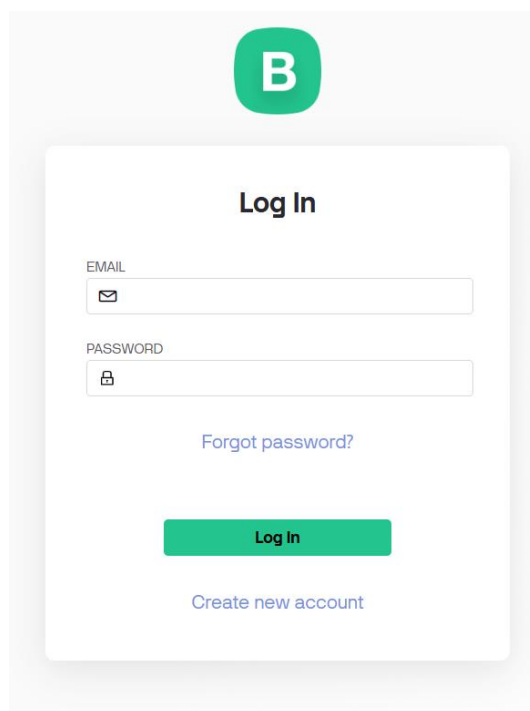 B
Log In
EMAIL
PASSWORD
Forgot password?
Log In
Create new account